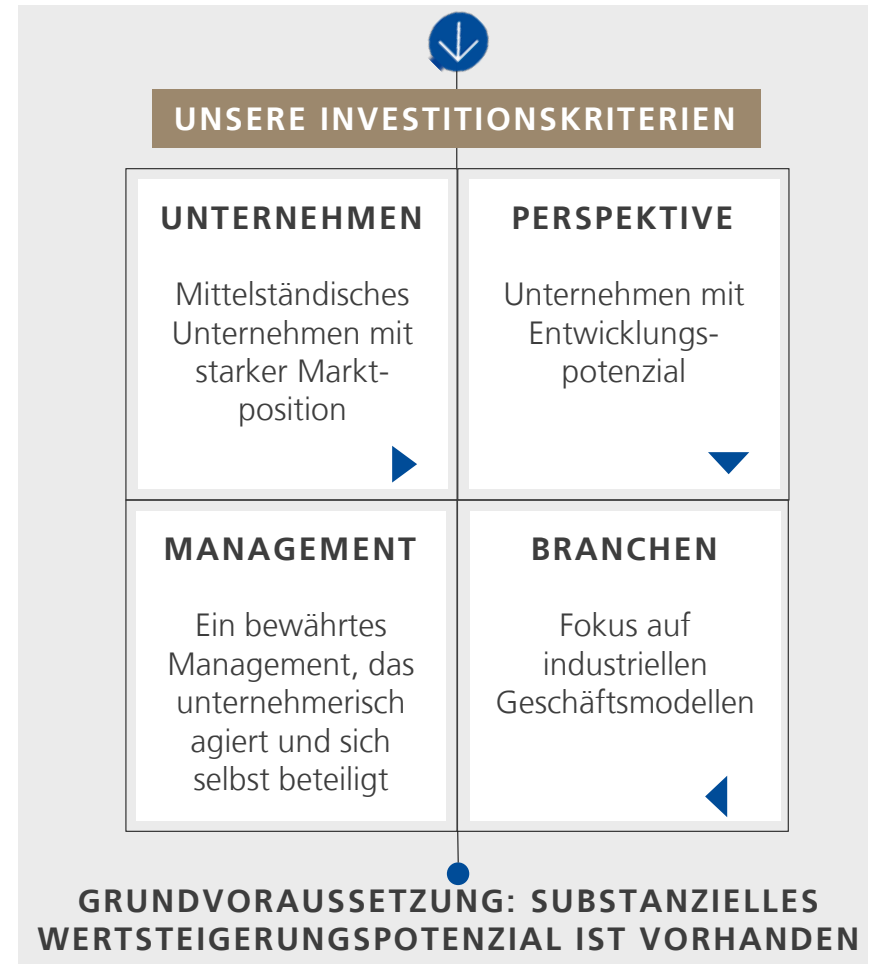 UNSERE INVESTITIONSKRITERIEN
UNTERNEHMEN
Mittelständisches
Unternehmen mit
starker Markt-
position
PERSPEKTIVE
Unternehmen mit
Entwicklungs-
potenzial
MANAGEMENT
Ein bewährtes
Management, das
unternehmerisch
agiert und sich
selbst beteiligt
BRANCHEN
Fokus auf
industriellen
Geschäftsmodellen
GRUNDVORAUSSETZUNG: SUBSTANZIELLES
WERTSTEIGERUNGSPOTENZIAL IST VORHANDEN